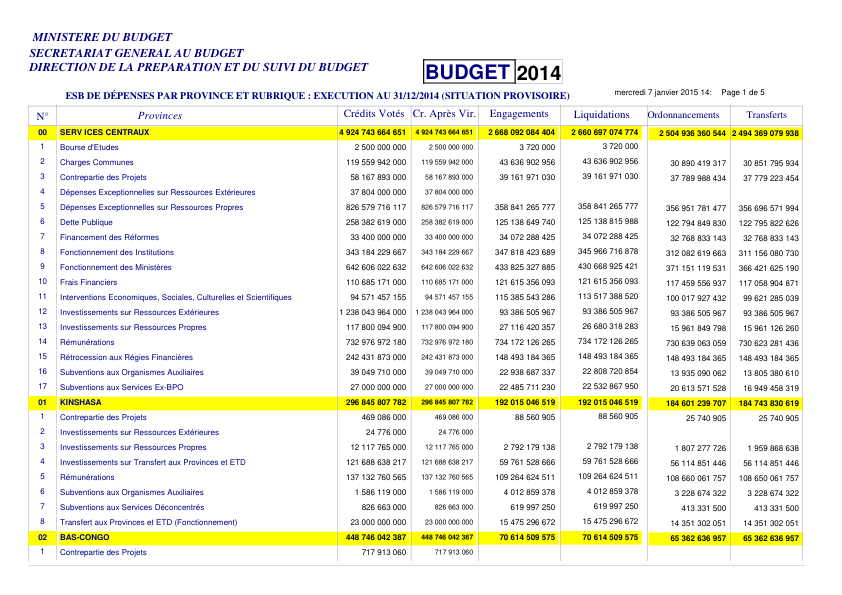 MINISTERE DU BUDGET
SECRETARIAT GENERAL AU BUDGET
DIRECTION DE LA PREPARATION ET DU SUIVI DU BUDGET
BUDGET 2014
ESB DE DÉPENSES PAR PROVINCE ET RUBRIQUE : EXECUTION AU 31/12/2014 (SITUATION PROVISOIRE)
mercredi 7 janvier 2015 14: Page 1 de 5
N° Provinces Crédits Votés Cr. Après Vir. Engagements Liquidations Ordonnancements Transferts
00 SERVICES CENTRAUX 4 924 743 664 651 4 924 743 664 651 2 668 092 084 404 2 660 697 074 774 2 504 936 360 544 2 494 369 079 938
1 Bourse d'Etudes 2 500 000 000 2 500 000 000 3 720 000 3 720 000
2 Charges Communes 119 559 942 000 119 559 942 000 43 636 902 956 43 636 902 956 30 890 419 317 30 851 795 934
3 Contrepartie des Projets 58 167 893 000 58 167 893 000 39 161 971 030 39 161 971 030 37 789 988 434 37 779 223 454
4 Dépenses Exceptionnelles sur Ressources Extérieures 37 804 000 000 37 804 000 000
5 Dépenses Exceptionnelles sur Ressources Propres 826 579 716 117 826 579 716 117 358 841 265 777 358 841 265 777 356 951 781 477 356 696 571 994
6 Dette Publique 258 382 619 000 258 382 619 000 125 138 649 740 125 138 815 988 122 794 849 830 122 795 822 626
7 Financement des Réformes 33 400 000 000 33 400 000 000 34 072 288 425 34 072 288 425 32 768 833 143 32 768 833 143
8 Fonctionnement des Institutions 343 184 229 667 343 184 229 667 347 818 423 689 345 966 716 878 312 082 619 663 311 156 080 730
9 Fonctionnement des Ministères 642 606 022 632 642 606 022 632 433 825 327 885 430 668 925 421 371 151 119 531 366 421 625 190
10 Frais Financiers 110 685 171 000 110 685 171 000 121 615 356 093 121 615 356 093 117 459 556 937 117 058 904 871
11 Interventions Economiques, Sociales, Culturelles et Scientifiques 94 571 457 155 94 571 457 155 115 385 543 286 113 517 388 520 100 017 927 432 99 621 285 039
12 Investissements sur Ressources Extérieures 1 238 043 964 000 1 238 043 964 000 93 386 505 967 93 386 505 967 93 386 505 967 93 386 505 967
13 Investissements sur Ressources Propres 117 800 094 900 117 800 094 900 27 116 420 357 26 680 318 283 15 961 849 798 15 961 126 260
14 Rémunérations 732 976 972 180 732 976 972 180 734 172 126 265 734 172 126 265 730 639 063 059 730 623 281 436
15 Rétrocession aux Régies Financières 242 431 873 000 242 431 873 000 148 493 184 365 148 493 184 365 148 493 184 365 148 493 184 365
16 Subventions aux Organismes Auxiliaires 39 049 710 000 39 049 710 000 22 938 687 337 22 808 720 854 13 935 090 062 13 805 380 610
17 Subventions aux Services Ex-BPO 27 000 000 000 27 000 000 000 22 485 711 230 22 532 867 950 20 613 571 528 16 949 458 319
01 KINSHASA 296 845 807 782 296 845 807 782 192 015 046 519 192 015 046 519 184 601 239 707 184 743 830 619
1 Contrepartie des Projets 469 086 000 469 086 000 88 560 905 88 560 905 25 740 905 25 740 905
2 Investissements sur Ressources Extérieures 24 776 000 24 776 000
3 Investissements sur Ressources Propres 12 117 765 000 12 117 765 000 2 792 179 138 2 792 179 138 1 807 277 726 1 959 868 638
4 Investissements sur Transfert aux Provinces et ETD 121 688 638 217 121 688 638 217 59 761 528 666 59 761 528 666 56 114 851 446 56 114 851 446
5 Rémunérations 137 132 760 565 137 132 760 565 109 264 624 511 109 264 624 511 108 660 061 757 108 650 061 757
6 Subventions aux Organismes Auxiliaires 1 586 119 000 1 586 119 000 4 012 859 378 4 012 859 378 3 228 674 322 3 228 674 322
7 Subventions aux Services Déconcentrés 826 663 000 826 663 000 619 997 250 619 997 250 413 331 500 413 331 500
8 Transfert aux Provinces et ETD (Fonctionnement) 23 000 000 000 23 000 000 000 15 475 296 672 15 475 296 672 14 351 302 051 14 351 302 051
02 BAS-CONGO 448 746 042 387 448 746 042 387 70 614 509 575 70 614 509 575 65 362 636 957 65 362 636 957
1 Contrepartie des Projets 717 913 060 717 913 060